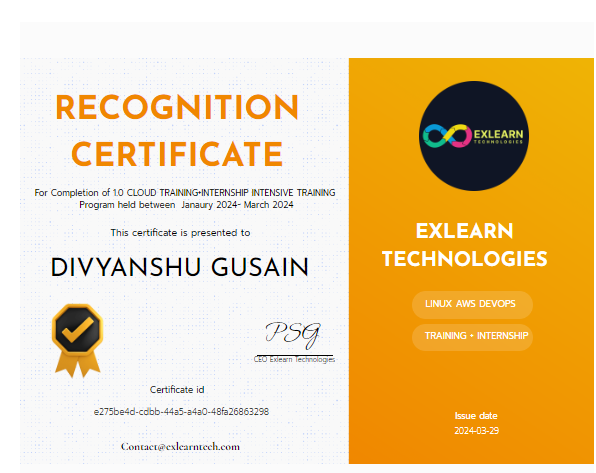 RECOGNITION
CERTIFICATE
For Completion of 1.0 CLOUD TRAINING+INTERNSHIP INTENSIVE TRAINING
Program held between Janaury 2024- March 2024
This certificate is presented to
DIVYANSHU GUSAIN
PSG
CEO Exlearn Technologies
Certificate id
e275be4d-cdbb-44a5-a4a0-48fa26863298
Contact@exlearntech.com
EXLEARN
TECHNOLOGIES
EXLEARN
TECHNOLOGIES
LINUX AWS DEVOPS
TRAINING + INTERNSHIP
Issue date
2024-03-29